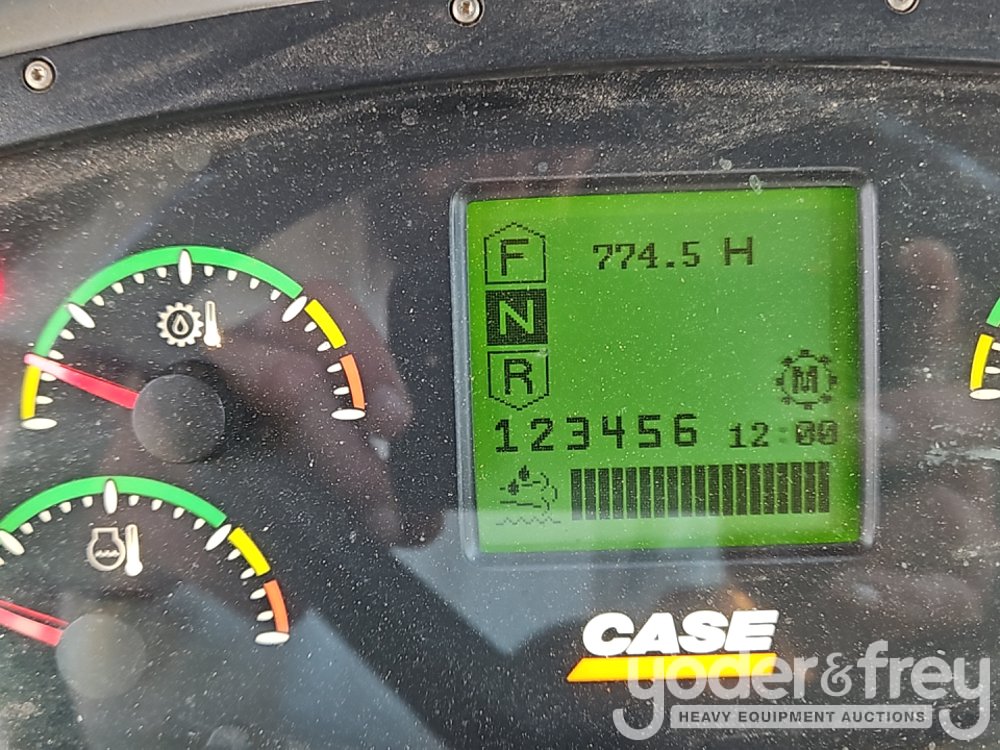 F 774.5 H
N
R
M
123456 12:00
CASE
yoder&frey
HEAVY EQUIPMENT AUCTIONS